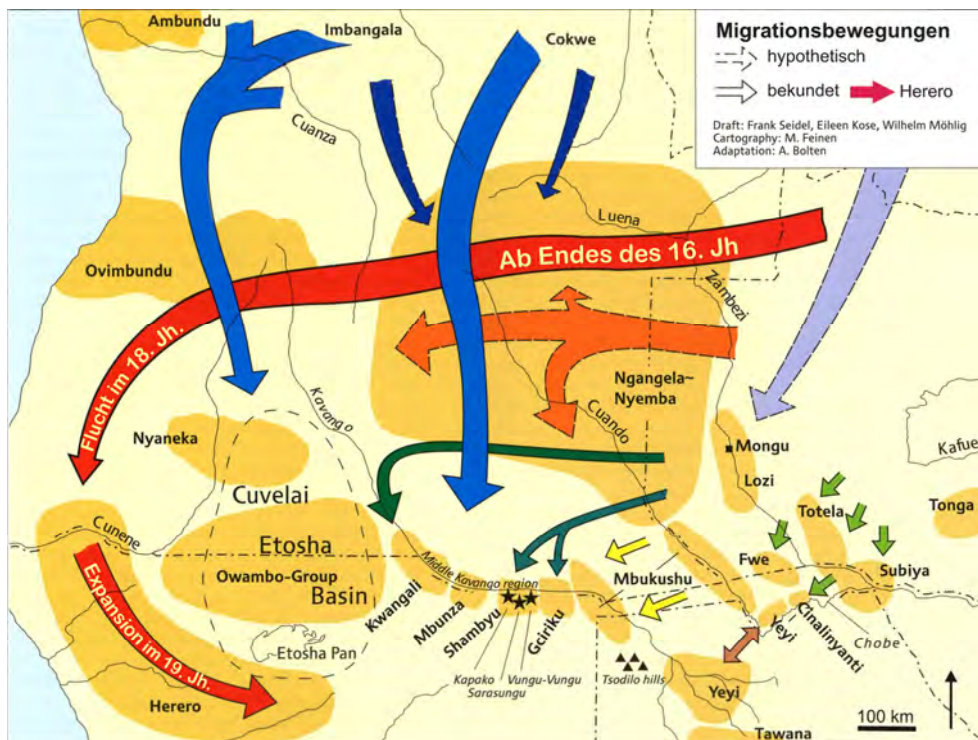 Migrationsbewegungen
hypothetisch
bekundet
Herero
Draft: Frank Seidel, Eileen Kose, Wilhelm Möhlig
Cartography: M. Feinen
Adaptation: A. Bolten
Ambundu
Imbangala
Cokwe
Cuanza
Luena
Ab Endes des 16. Jh
Ovimbundu
Zambezi
Flucht im 18. Jh.
Kavango
Ngangela~
Nyemba
Cuando
Nyaneka
Mongu
Kafue
Lozi
Cuvelai
Totela
Tonga
Cunene
Etosha
Middle Kavango region
Fwe
Owambo-Group
Mbukushu
Subiya
Basin
Kwangali
Mbunza
Shambyu
Gciriku
Yeyi
Cinalinyanti
Chobe
Expansion im 19. Jh.
Etosha Pan
Kapako
Vungu-Vungu
Sarasungu
Tsodilo hills
Yeyi
Herero
100 km
Tawana